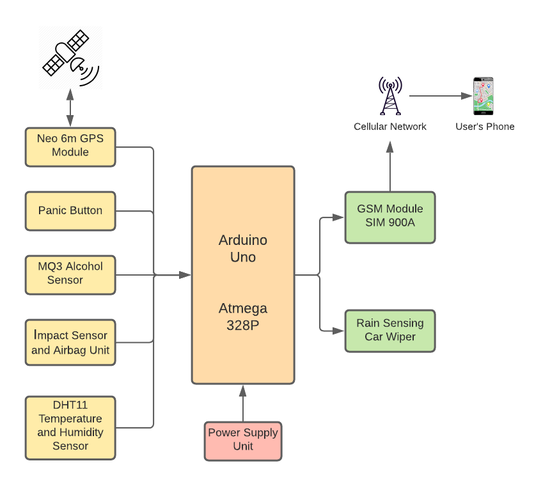 Neo 6m GPS
Module
Panic Button
MQ3 Alcohol
Sensor
Impact Sensor
and Airbag Unit
DHT11
Temperature
and Humidity
Sensor
Arduino
Uno
Atmega
328P
Power Supply
Unit
Cellular Network
User's Phone
GSM Module
SIM 900A
Rain Sensing
Car Wiper